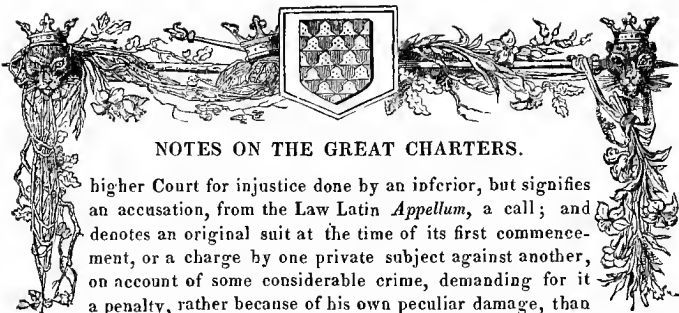 NOTES ON THE GREAT CHARTERS.
higher Court for injustice done by an inferior, but signifies
an accusation, from the Law Latin Appellum, a call; and
denotes an original suit at the time of its first commence-
ment, or a charge by one private subject against another,
on account of some considerable crime, demanding for it
a penalty, rather because of his own peculiar damage, than